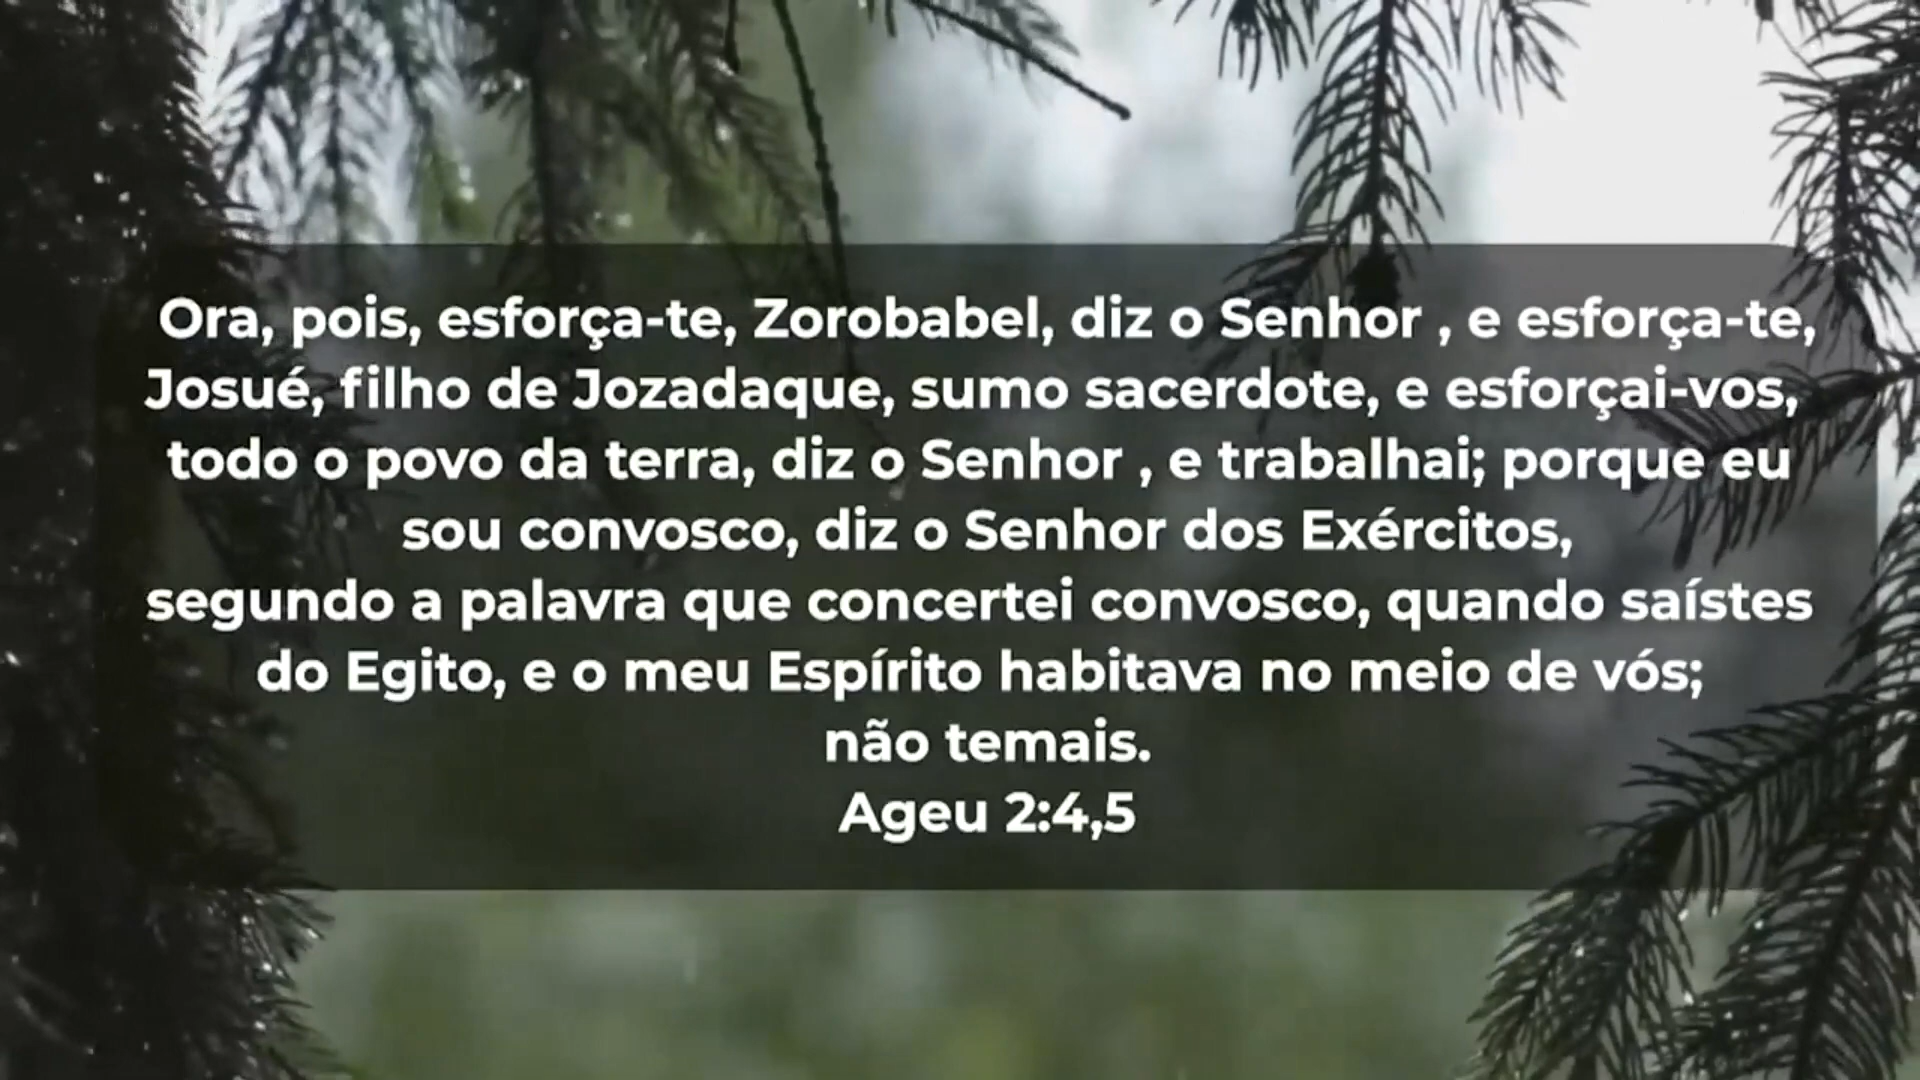 Ora, pois, esforça-te, Zorobabel, diz o Senhor , e esforça-te,
Josué, filho de Jozadaque, sumo sacerdote, e esforçai-vos,
todo o povo da terra, diz o Senhor , e trabalhai; porque eu
sou convosco, diz o Senhor dos Exércitos,
segundo a palavra que concertei convosco, quando saístes
do Egito, e o meu Espírito habitava no meio de vós;
não temais.
Ageu 2:4,5